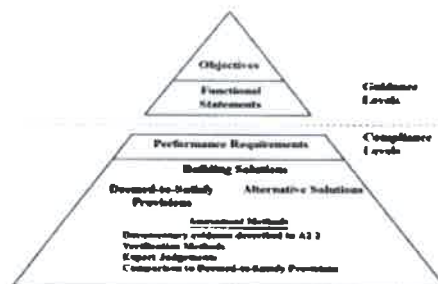 Objectives
Functional
Statements
Guidance
Levels
Compliance
Levels
Performance Requirements
Building Solutions
Deemed-to-Satisfy
Provisions
Alternative Solutions
Assessment Methods
Documentary evidence described in A2.2
Verification Methods
Expert Judgements
Comparison to Deemed-to-Satisfy Provisions